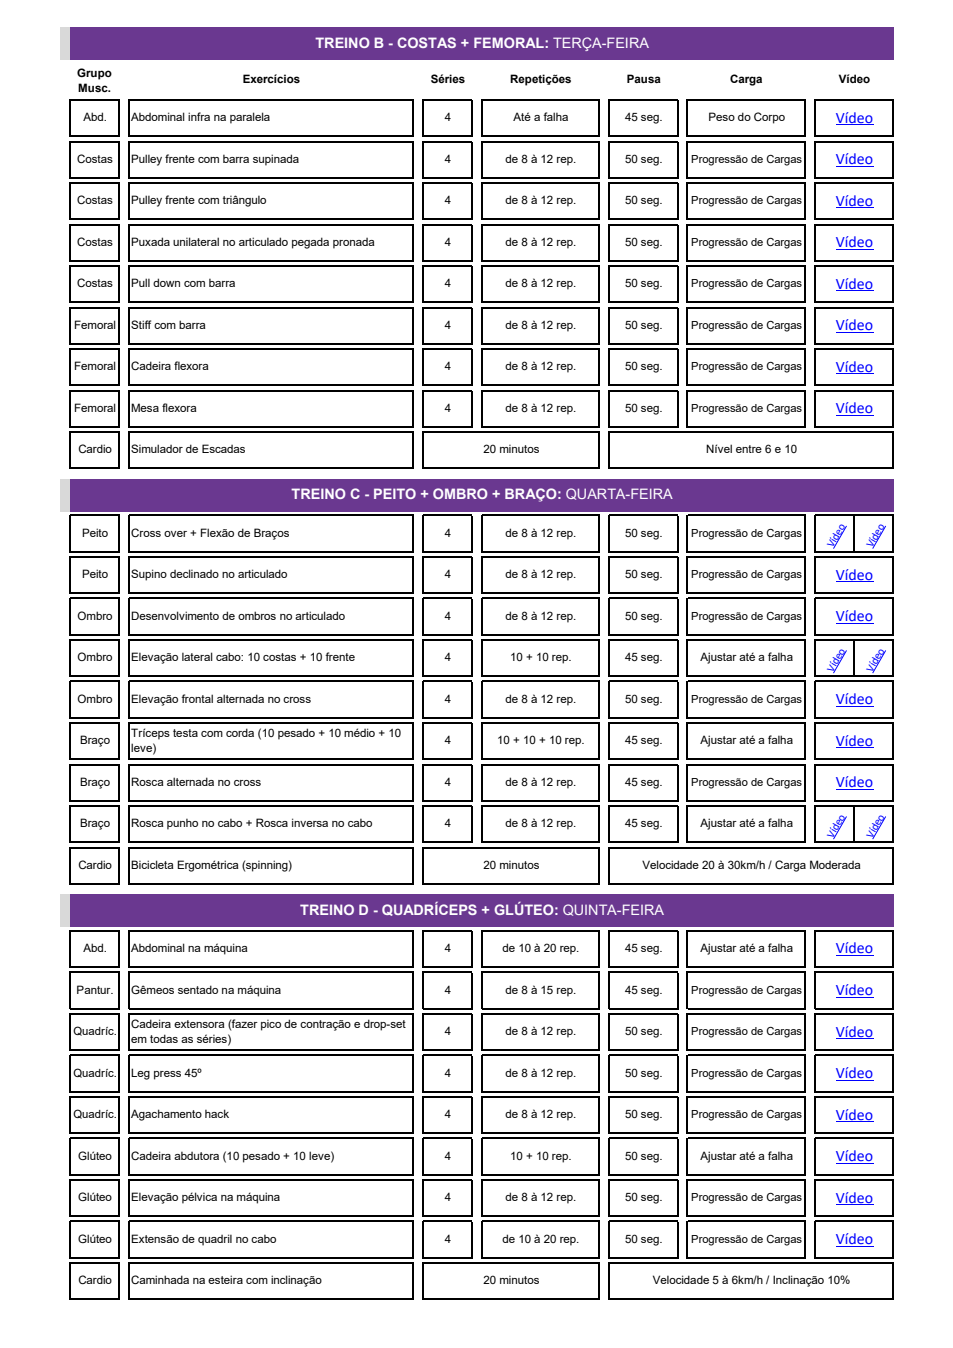 TREINO B - COSTAS + FEMORAL: TERÇA-FEIRA
Grupo Musc. Exercícios Séries Repetições Pausa Carga Vídeo
Abd. Abdominal infra na paralela 4 Até a falha 45 seg. Peso do Corpo Vídeo
Costas Pulley frente com barra supinada 4 de 8 à 12 rep. 50 seg. Progressão de Cargas Vídeo
Costas Pulley frente com triângulo 4 de 8 à 12 rep. 50 seg. Progressão de Cargas Vídeo
Costas Puxada unilateral no articulado pegada pronada 4 de 8 à 12 rep. 50 seg. Progressão de Cargas Vídeo
Costas Pull down com barra 4 de 8 à 12 rep. 50 seg. Progressão de Cargas Vídeo
Femoral Stiff com barra 4 de 8 à 12 rep. 50 seg. Progressão de Cargas Vídeo
Femoral Cadeira flexora 4 de 8 à 12 rep. 50 seg. Progressão de Cargas Vídeo
Femoral Mesa flexora 4 de 8 à 12 rep. 50 seg. Progressão de Cargas Vídeo
Cardio Simulador de Escadas 20 minutos Nível entre 6 e 10
TREINO C - PEITO + OMBRO + BRAÇO: QUARTA-FEIRA
Peito Cross over + Flexão de Braços 4 de 8 à 12 rep. 50 seg. Progressão de Cargas Vídeo Vídeo
Peito Supino declinado no articulado 4 de 8 à 12 rep. 50 seg. Progressão de Cargas Vídeo
Ombro Desenvolvimento de ombros no articulado 4 de 8 à 12 rep. 50 seg. Progressão de Cargas Vídeo
Ombro Elevação lateral cabo: 10 costas + 10 frente 4 10 + 10 rep. 45 seg. Ajustar até a falha Vídeo Vídeo
Ombro Elevação frontal alternada no cross 4 de 8 à 12 rep. 50 seg. Progressão de Cargas Vídeo
Braço Tríceps testa com corda (10 pesado + 10 médio + 10 leve) 4 10 + 10 + 10 rep. 45 seg. Ajustar até a falha Vídeo
Braço Rosca alternada no cross 4 de 8 à 12 rep. 45 seg. Progressão de Cargas Vídeo
Braço Rosca punho no cabo + Rosca inversa no cabo 4 de 8 à 12 rep. 45 seg. Ajustar até a falha Vídeo Vídeo
Cardio Bicicleta Ergométrica (spinning) 20 minutos Velocidade 20 à 30km/h / Carga Moderada
TREINO D - QUADRÍCEPS + GLÚTEO: QUINTA-FEIRA
Abd. Abdominal na máquina 4 de 10 à 20 rep. 45 seg. Ajustar até a falha Vídeo
Pantur. Gêmeos sentado na máquina 4 de 8 à 15 rep. 45 seg. Progressão de Cargas Vídeo
Quadríc. Cadeira extensora (fazer pico de contração e drop-set em todas as séries) 4 de 8 à 12 rep. 50 seg. Progressão de Cargas Vídeo
Quadríc. Leg press 45º 4 de 8 à 12 rep. 50 seg. Progressão de Cargas Vídeo
Quadríc. Agachamento hack 4 de 8 à 12 rep. 50 seg. Progressão de Cargas Vídeo
Glúteo Cadeira abdutora (10 pesado + 10 leve) 4 10 + 10 rep. 50 seg. Ajustar até a falha Vídeo
Glúteo Elevação pélvica na máquina 4 de 8 à 12 rep. 50 seg. Progressão de Cargas Vídeo
Glúteo Extensão de quadril no cabo 4 de 10 à 20 rep. 50 seg. Progressão de Cargas Vídeo
Cardio Caminhada na esteira com inclinação 20 minutos Velocidade 5 à 6km/h / Inclinação 10%